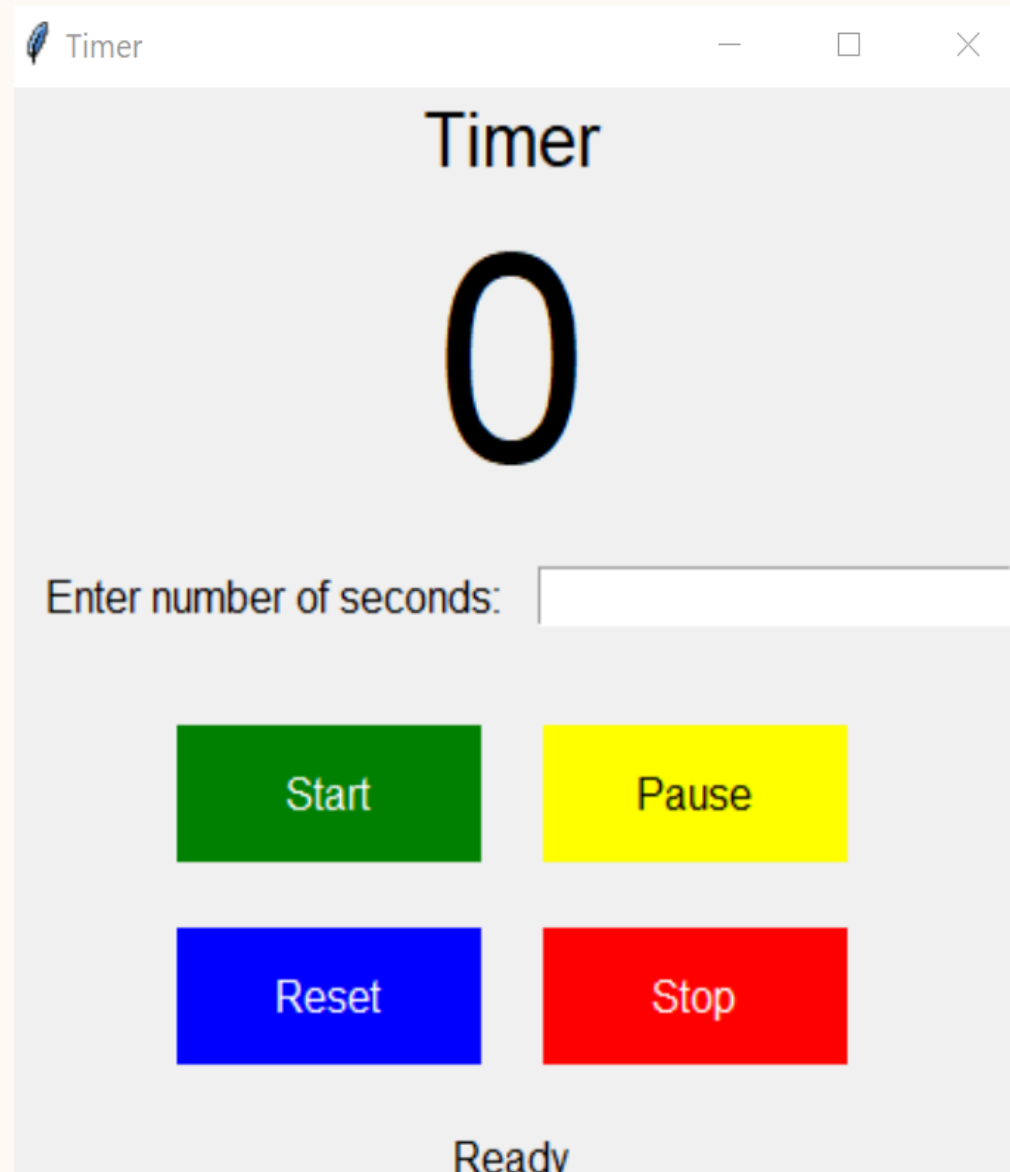 Timer
Timer
0
Enter number of seconds:
Start Pause
Reset Stop
Ready